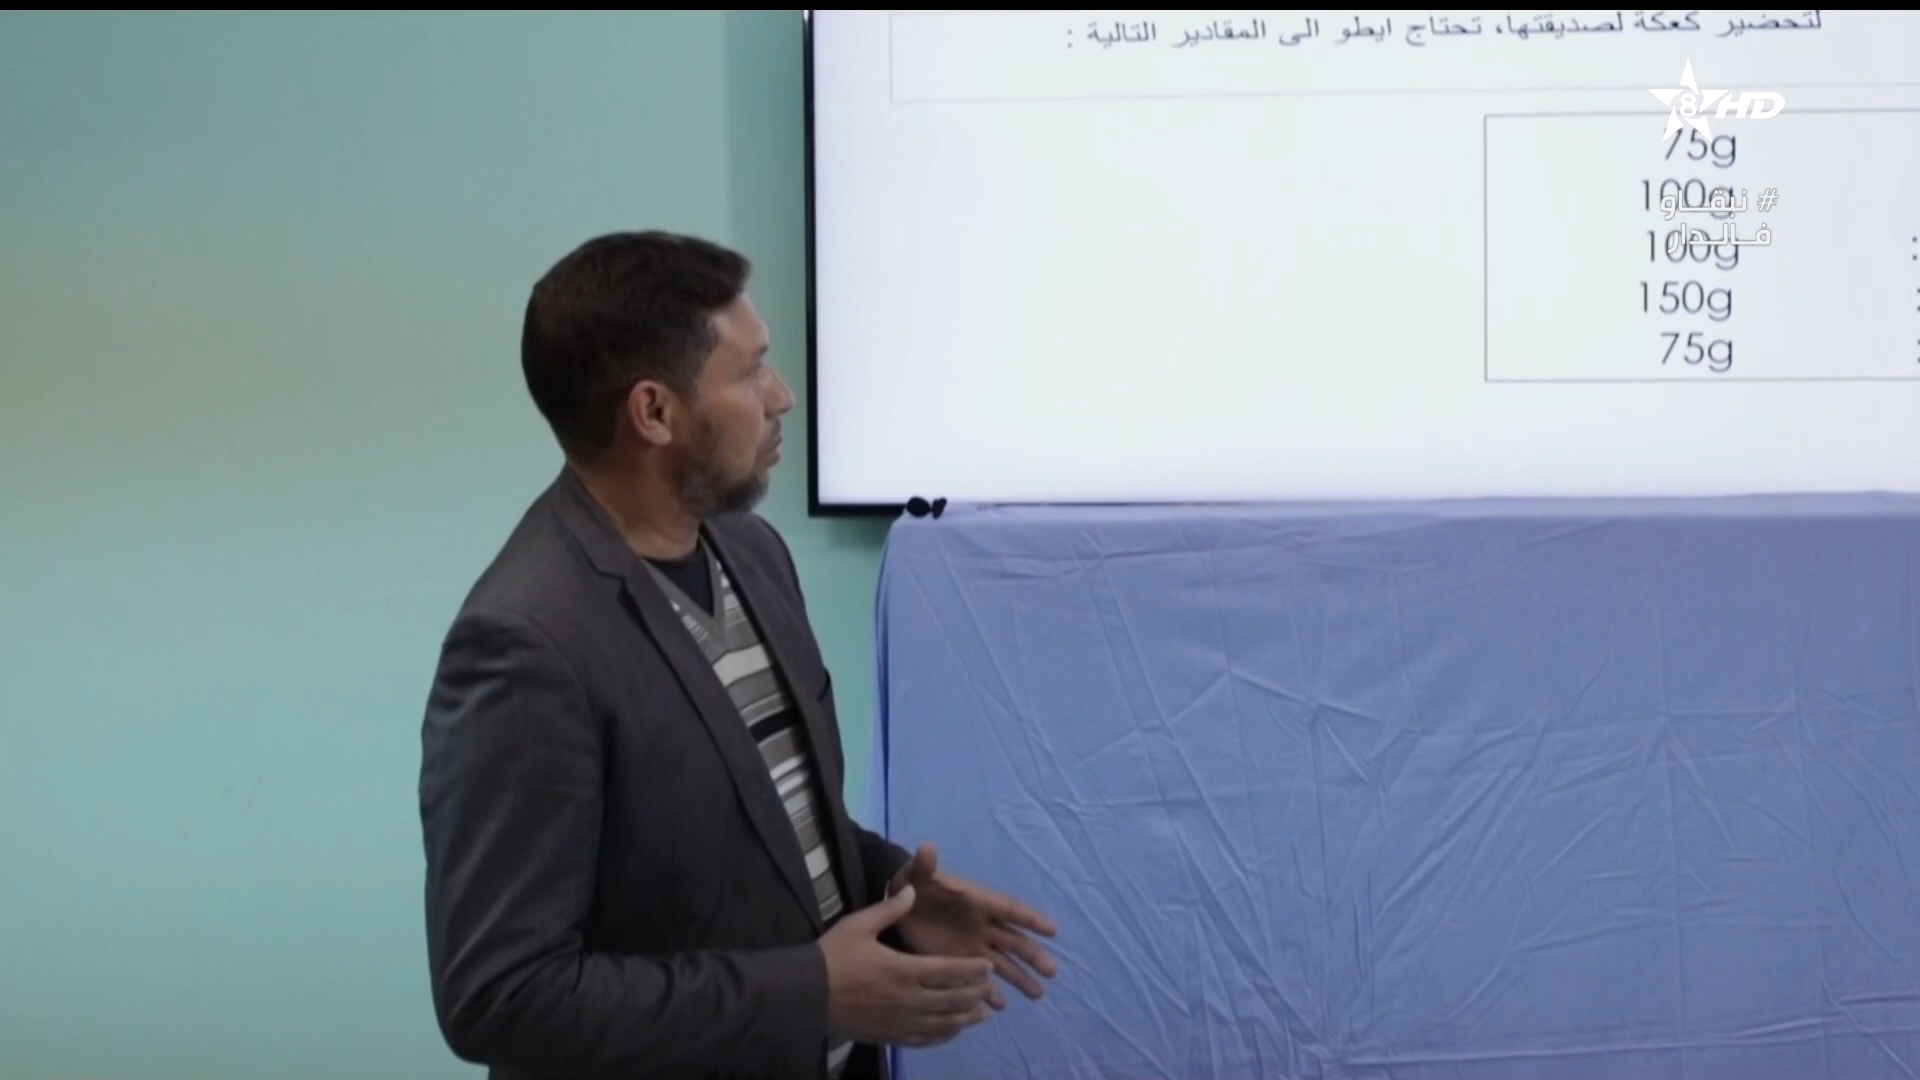 لتحضير كعكة لصديقتها، تحتاج ايطو الى المقادير التالية :
8 HD
75g
100g
# نبقاو
فالدار
100g :
150g :
75g :